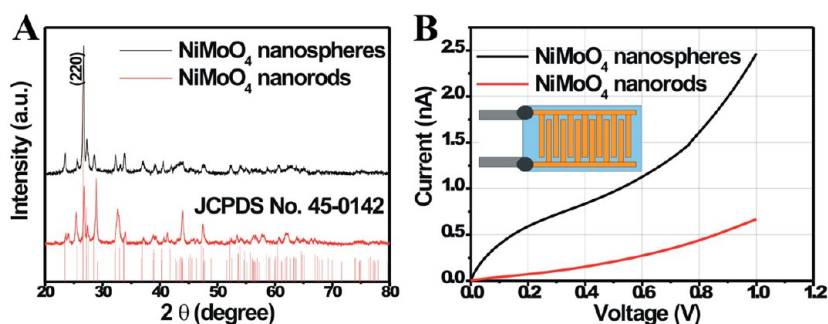 A
NiMoO₄ nanospheres
NiMoO₄ nanorods
(220)
JCPDS No. 45-0142
Intensity (a.u.)
20 30 40 50 60 70 80
2 θ (degree)
B
NiMoO₄ nanospheres
NiMoO₄ nanorods
Current (nA)
2.5
2.0
1.5
1.0
0.5
0.0
0.0 0.2 0.4 0.6 0.8 1.0 1.2
Voltage (V)